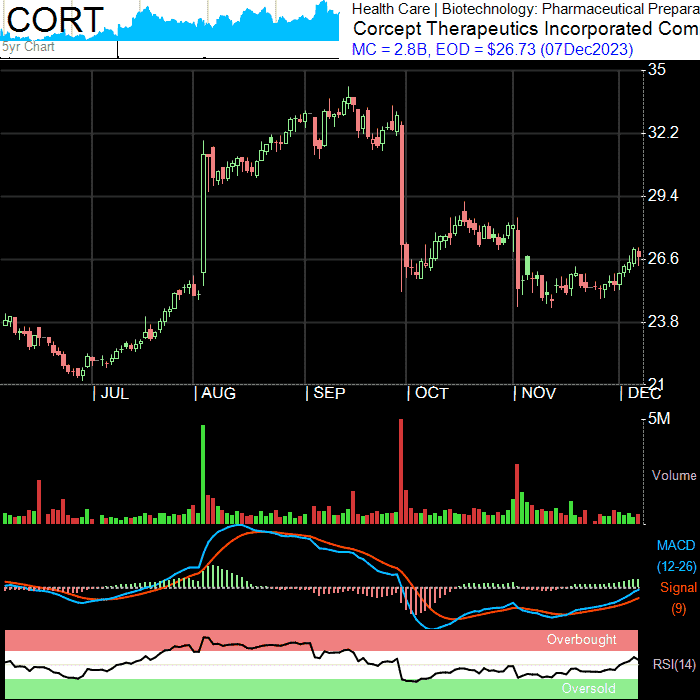 CORT
5yr Chart
Health Care | Biotechnology: Pharmaceutical Prepara
Corcept Therapeutics Incorporated Com
MC = 2.8B, EOD = $26.73 (07Dec2023)
35
32.2
29.4
26.6
23.8
21
| JUL | AUG | SEP | OCT | NOV | DEC
5M
Volume
MACD
(12-26)
Signal
(9)
Overbought
RSI(14)
Oversold